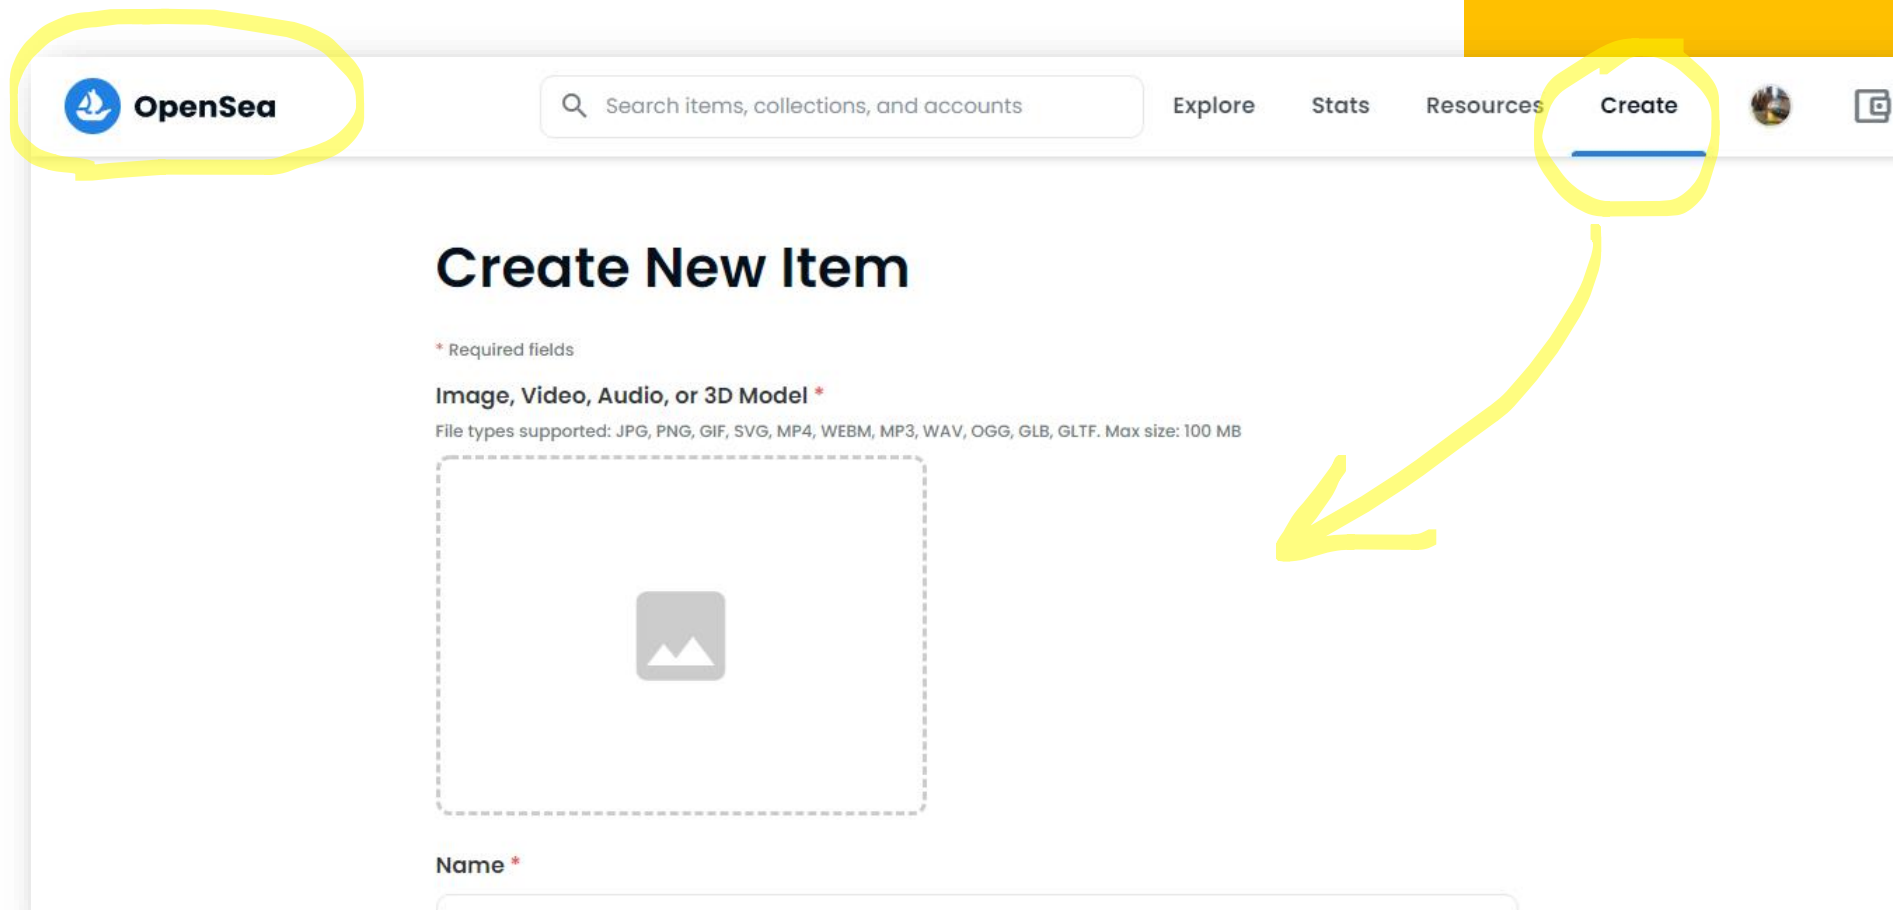 OpenSea
Search items, collections, and accounts
Explore Stats Resources Create
Create New Item
* Required fields
Image, Video, Audio, or 3D Model *
File types supported: JPG, PNG, GIF, SVG, MP4, WEBM, MP3, WAV, OGG, GLB, GLTF. Max size: 100 MB
Name *